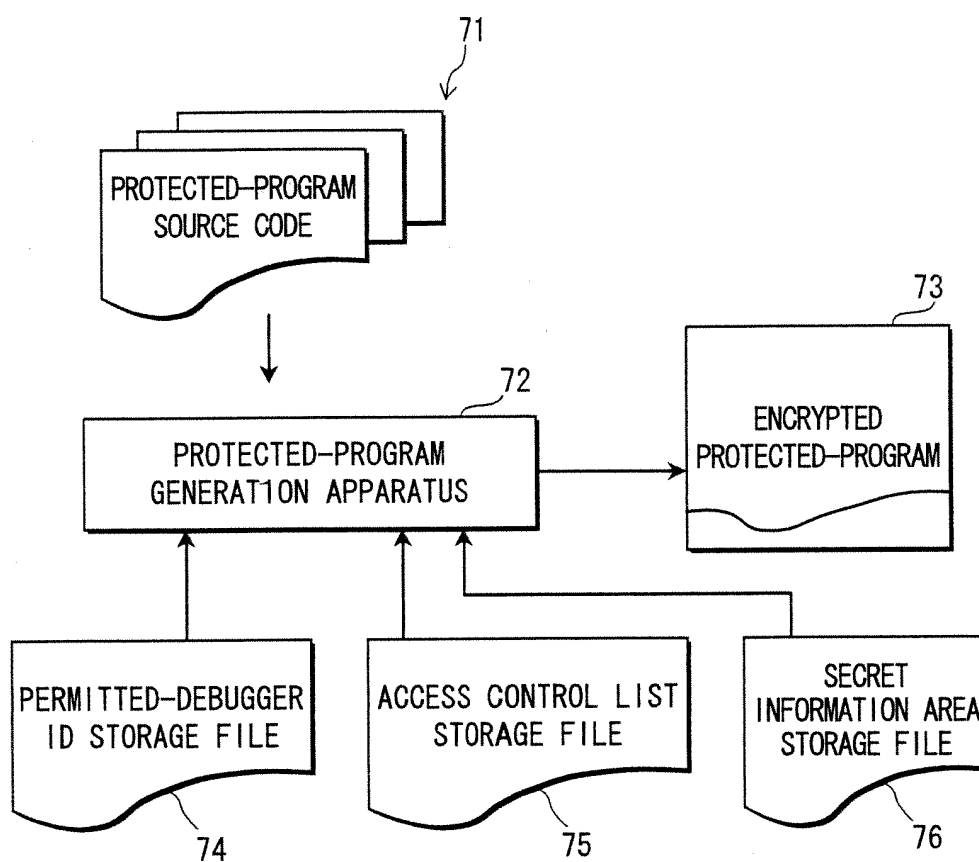 71
PROTECTED-PROGRAM
SOURCE CODE
73
72
PROTECTED-PROGRAM
GENERATION APPARATUS
ENCRYPTED
PROTECTED-PROGRAM
PERMITTED-DEBUGGER
ID STORAGE FILE
ACCESS CONTROL LIST
STORAGE FILE
SECRET
INFORMATION AREA
STORAGE FILE
74
75
76